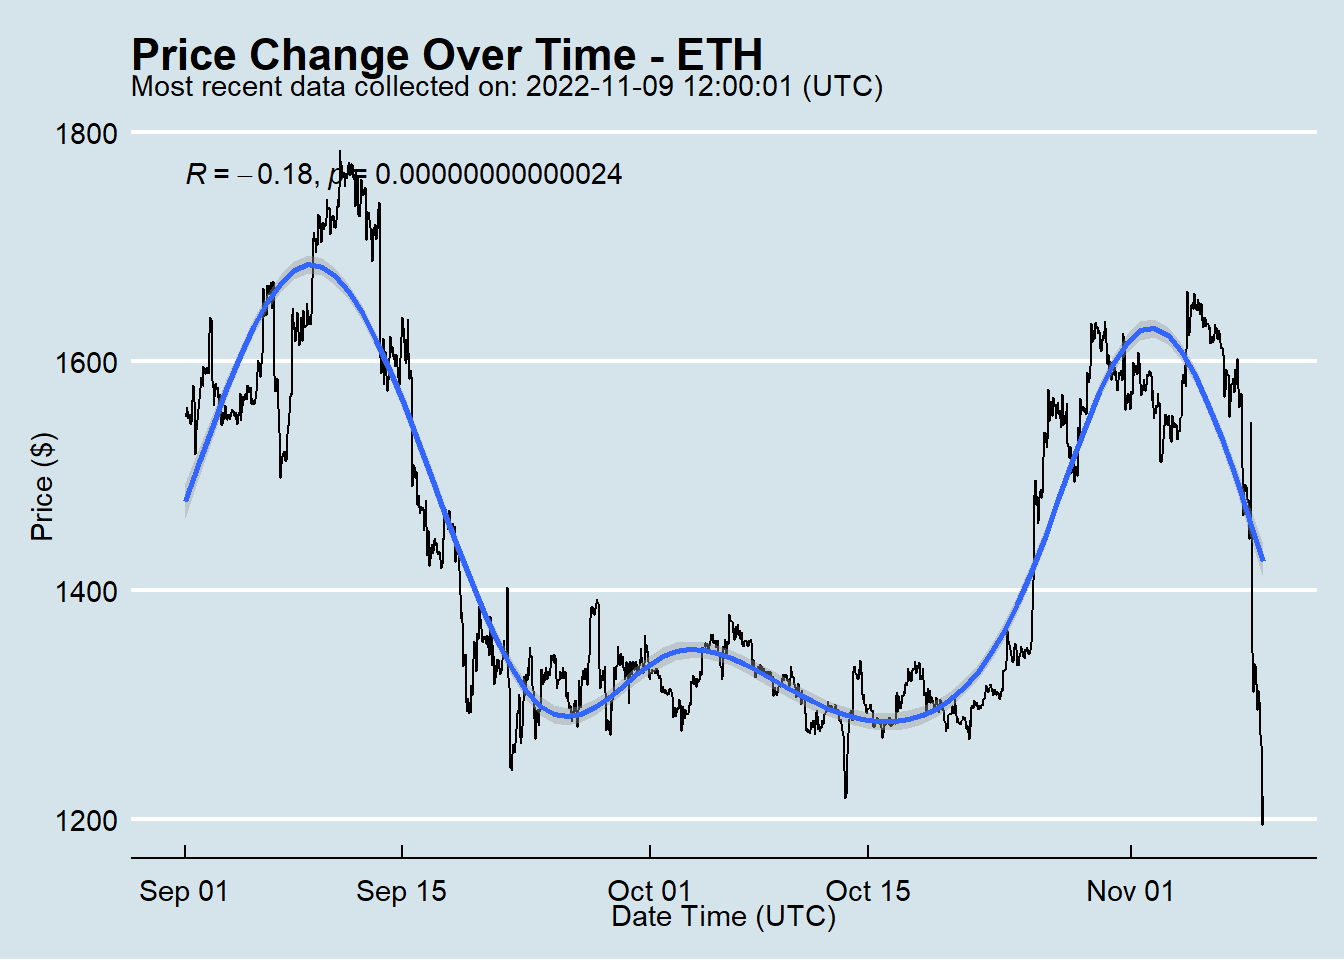 Price Change Over Time - ETH
Most recent data collected on: 2022-11-09 12:00:01 (UTC)
R = −0.18, p = 0.00000000000024
1800
1600
1400
1200
Price ($)
Sep 01 Sep 15 Oct 01 Oct 15 Nov 01
Date Time (UTC)